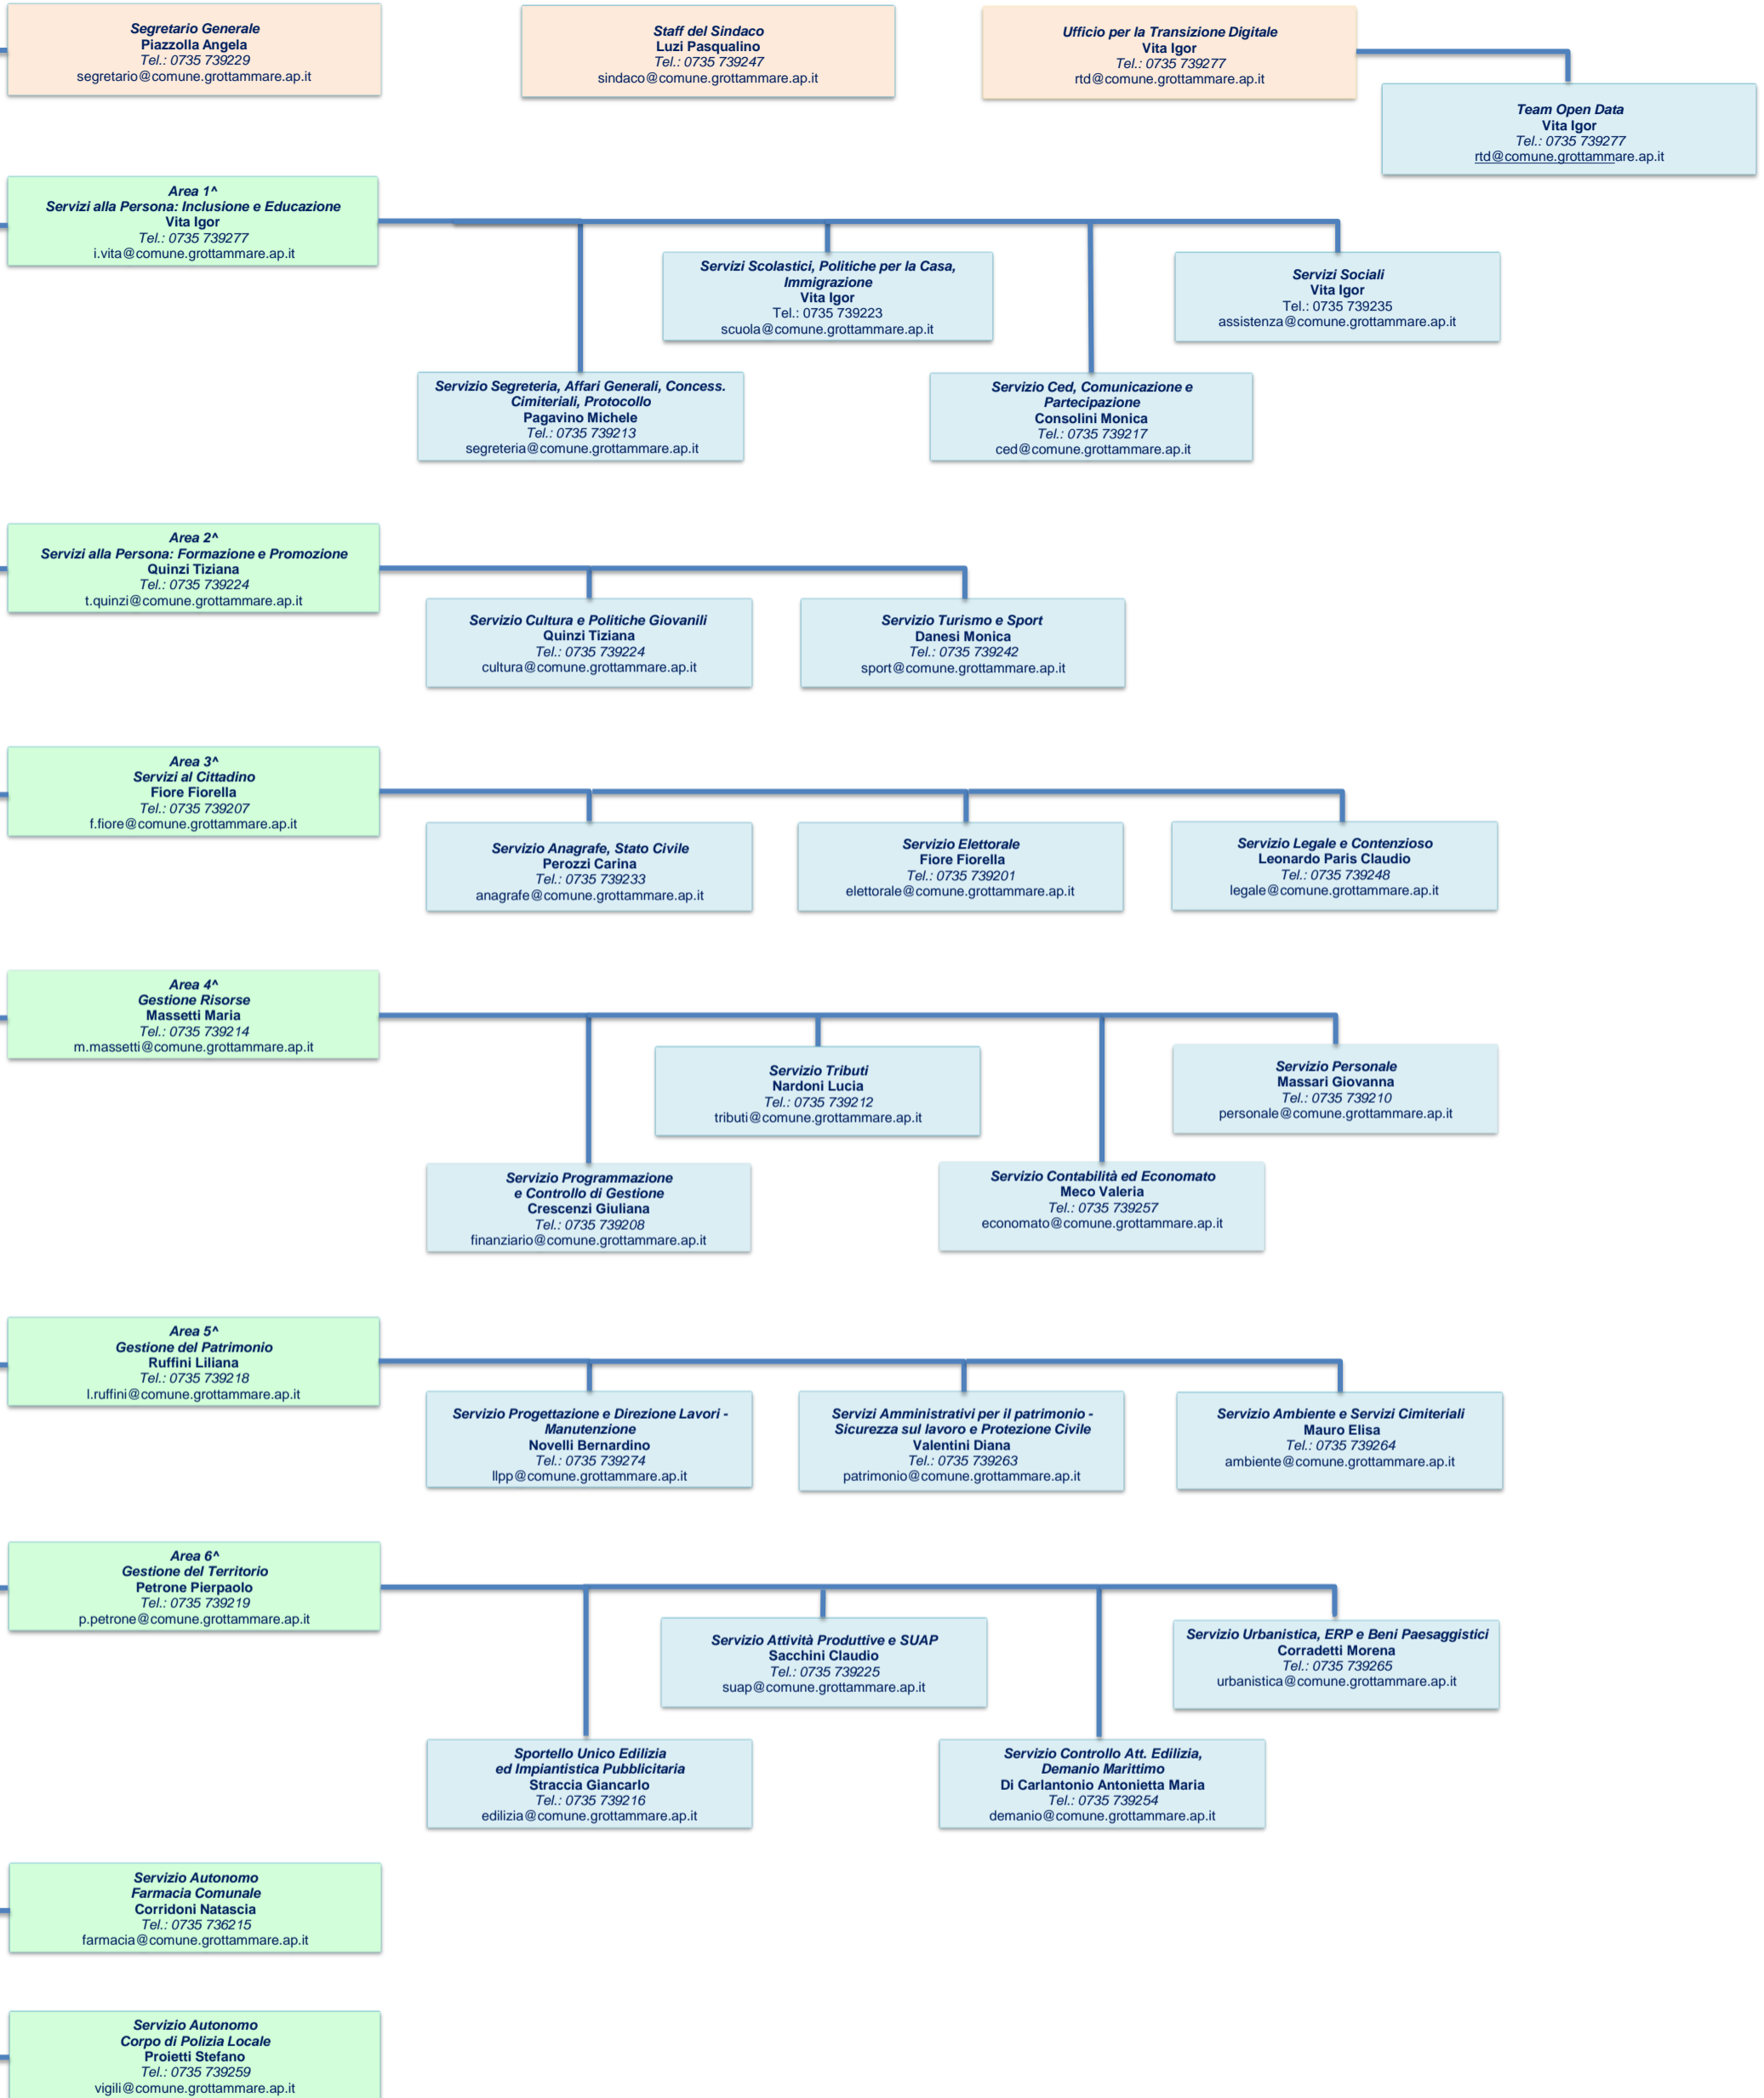 Segretario Generale
Piazzolla Angela
Tel.: 0735 739229
segretario@comune.grottammare.ap.it
Staff del Sindaco
Luzi Pasqualino
Tel.: 0735 739247
sindaco@comune.grottammare.ap.it
Ufficio per la Transizione Digitale
Vita Igor
Tel.: 0735 739277
rtd@comune.grottammare.ap.it
Team Open Data
Vita Igor
Tel.: 0735 739277
rtd@comune.grottammare.ap.it
Area 1^
Servizi alla Persona: Inclusione e Educazione
Vita Igor
Tel.: 0735 739277
i.vita@comune.grottammare.ap.it
Servizi Scolastici, Politiche per la Casa,
Immigrazione
Vita Igor
Tel.: 0735 739223
scuola@comune.grottammare.ap.it
Servizi Sociali
Vita Igor
Tel.: 0735 739235
assistenza@comune.grottammare.ap.it
Servizio Segreteria, Affari Generali, Concess.
Cimiteriali, Protocollo
Pagavino Michele
Tel.: 0735 739213
segreteria@comune.grottammare.ap.it
Servizio Ced, Comunicazione e
Partecipazione
Consolini Monica
Tel.: 0735 739217
ced@comune.grottammare.ap.it
Area 2^
Servizi alla Persona: Formazione e Promozione
Quinzi Tiziana
Tel.: 0735 739224
t.quinzi@comune.grottammare.ap.it
Servizio Cultura e Politiche Giovanili
Quinzi Tiziana
Tel.: 0735 739224
cultura@comune.grottammare.ap.it
Servizio Turismo e Sport
Danesi Monica
Tel.: 0735 739242
sport@comune.grottammare.ap.it
Area 3^
Servizi al Cittadino
Fiore Fiorella
Tel.: 0735 739207
f.fiore@comune.grottammare.ap.it
Servizio Anagrafe, Stato Civile
Perozzi Carina
Tel.: 0735 739233
anagrafe@comune.grottammare.ap.it
Servizio Elettorale
Fiore Fiorella
Tel.: 0735 739201
elettorale@comune.grottammare.ap.it
Servizio Legale e Contenzioso
Leonardo Paris Claudio
Tel.: 0735 739248
legale@comune.grottammare.ap.it
Area 4^
Gestione Risorse
Massetti Maria
Tel.: 0735 739214
m.massetti@comune.grottammare.ap.it
Servizio Tributi
Nardoni Lucia
Tel.: 0735 739212
tributi@comune.grottammare.ap.it
Servizio Personale
Massari Giovanna
Tel.: 0735 739210
personale@comune.grottammare.ap.it
Servizio Programmazione
e Controllo di Gestione
Crescenzi Giuliana
Tel.: 0735 739208
finanziario@comune.grottammare.ap.it
Servizio Contabilità ed Economato
Meco Valeria
Tel.: 0735 739257
economato@comune.grottammare.ap.it
Area 5^
Gestione del Patrimonio
Ruffini Liliana
Tel.: 0735 739218
l.ruffini@comune.grottammare.ap.it
Servizio Progettazione e Direzione Lavori -
Manutenzione
Novelli Bernardino
Tel.: 0735 739274
llpp@comune.grottammare.ap.it
Servizi Amministrativi per il patrimonio -
Sicurezza sul lavoro e Protezione Civile
Valentini Diana
Tel.: 0735 739263
patrimonio@comune.grottammare.ap.it
Servizio Ambiente e Servizi Cimiteriali
Mauro Elisa
Tel.: 0735 739264
ambiente@comune.grottammare.ap.it
Area 6^
Gestione del Territorio
Petrone Pierpaolo
Tel.: 0735 739219
p.petrone@comune.grottammare.ap.it
Servizio Attività Produttive e SUAP
Sacchini Claudio
Tel.: 0735 739225
suap@comune.grottammare.ap.it
Servizio Urbanistica, ERP e Beni Paesaggistici
Corradetti Morena
Tel.: 0735 739265
urbanistica@comune.grottammare.ap.it
Sportello Unico Edilizia
ed Impiantistica Pubblicitaria
Straccia Giancarlo
Tel.: 0735 739216
edilizia@comune.grottammare.ap.it
Servizio Controllo Att. Edilizia,
Demanio Marittimo
Di Carlantonio Antonietta Maria
Tel.: 0735 739254
demanio@comune.grottammare.ap.it
Servizio Autonomo
Farmacia Comunale
Corridoni Natascia
Tel.: 0735 736215
farmacia@comune.grottammare.ap.it
Servizio Autonomo
Corpo di Polizia Locale
Proietti Stefano
Tel.: 0735 739259
vigili@comune.grottammare.ap.it